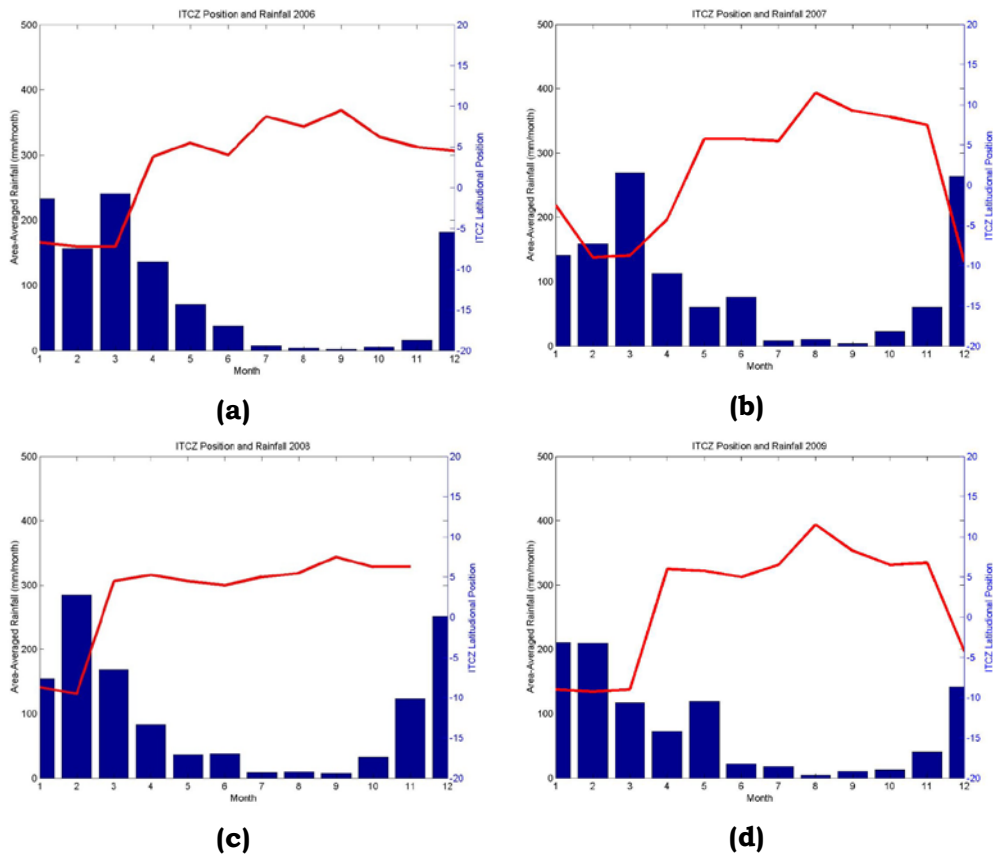 ITCZ Position and Rainfall 2006
500
400
300
200
100
0
Area-Averaged Rainfall (mm/month)
20
15
10
5
0
-5
-10
-15
-20
ITCZ Latitudional Position
1 2 3 4 5 6 7 8 9 10 11 12
Month
(a)
ITCZ Position and Rainfall 2007
500
400
300
200
100
0
Area-Averaged Rainfall (mm/month)
20
15
10
5
0
-5
-10
-15
-20
ITCZ Latitudional Position
1 2 3 4 5 6 7 8 9 10 11 12
Month
(b)
ITCZ Position and Rainfall 2008
500
400
300
200
100
0
Area-Averaged Rainfall (mm/month)
20
15
10
5
0
-5
-10
-15
-20
ITCZ Latitudional Position
1 2 3 4 5 6 7 8 9 10 11 12
Month
(c)
ITCZ Position and Rainfall 2009
500
400
300
200
100
0
Area-Averaged Rainfall (mm/month)
20
15
10
5
0
-5
-10
-15
-20
ITCZ Latitudional Position
1 2 3 4 5 6 7 8 9 10 11 12
Month
(d)